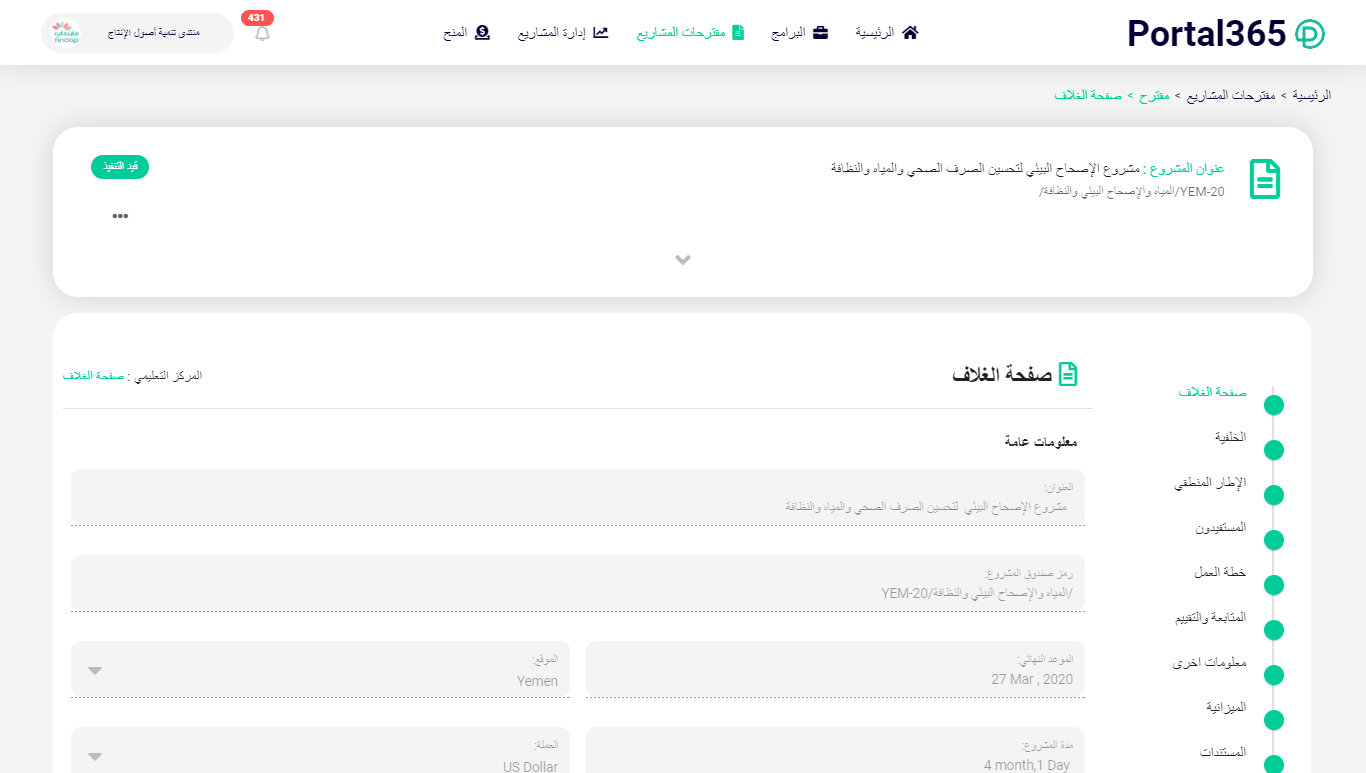 Portal365
الرئيسية
البرامج
مقترحات المشاريع
إدارة المشاريع
المنح
431
منتدى تنمية أصول الإنتاج
فاينداب
findap
الرئيسية > مقترحات المشاريع > مقترح > صفحة الغلاف
عنوان المشروع : مشروع الإصحاح البيئي لتحسين الصرف الصحي والمياه والنظافة
YEM-20/المياه والإصحاح البيئي والنظافة/
قيد التنفيذ
صفحة الغلاف
المركز التعليمي : صفحة الغلاف
معلومات عامة
العنوان:
مشروع الإصحاح البيئي لتحسين الصرف الصحي والمياه والنظافة
رمز صندوق المشروع:
/المياه والإصحاح البيئي والنظافة/YEM-20
الموعد النهائي:
27 Mar , 2020
الموقع:
Yemen
مدة المشروع:
4 month,1 Day
العملة:
US Dollar
صفحة الغلاف
الخلفية
الإطار المنطقي
المستفيدون
خطة العمل
المتابعة والتقييم
معلومات اخرى
الميزانية
المستندات